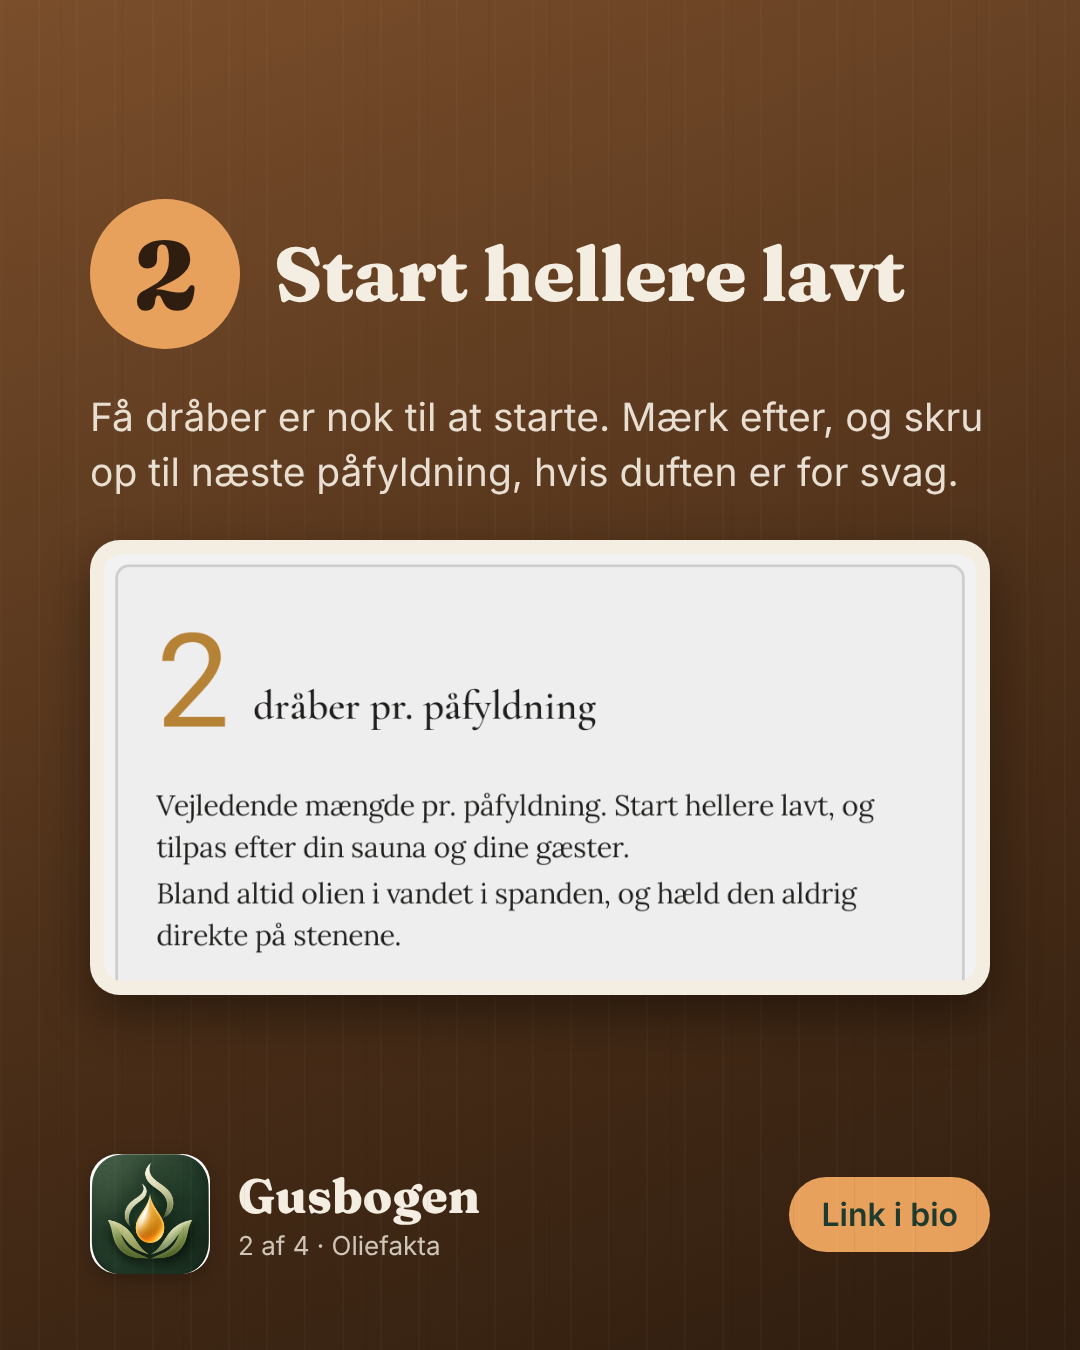 2
Start hellere lavt
Få dråber er nok til at starte. Mærk efter, og skru
op til næste påfyldning, hvis duften er for svag.
2 dråber pr. påfyldning
Vejledende mængde pr. påfyldning. Start hellere lavt, og
tilpas efter din sauna og dine gæster.
Bland altid olien i vandet i spanden, og hæld den aldrig
direkte på stenene.
Gusbogen
2 af 4 · Oliefakta
Link i bio